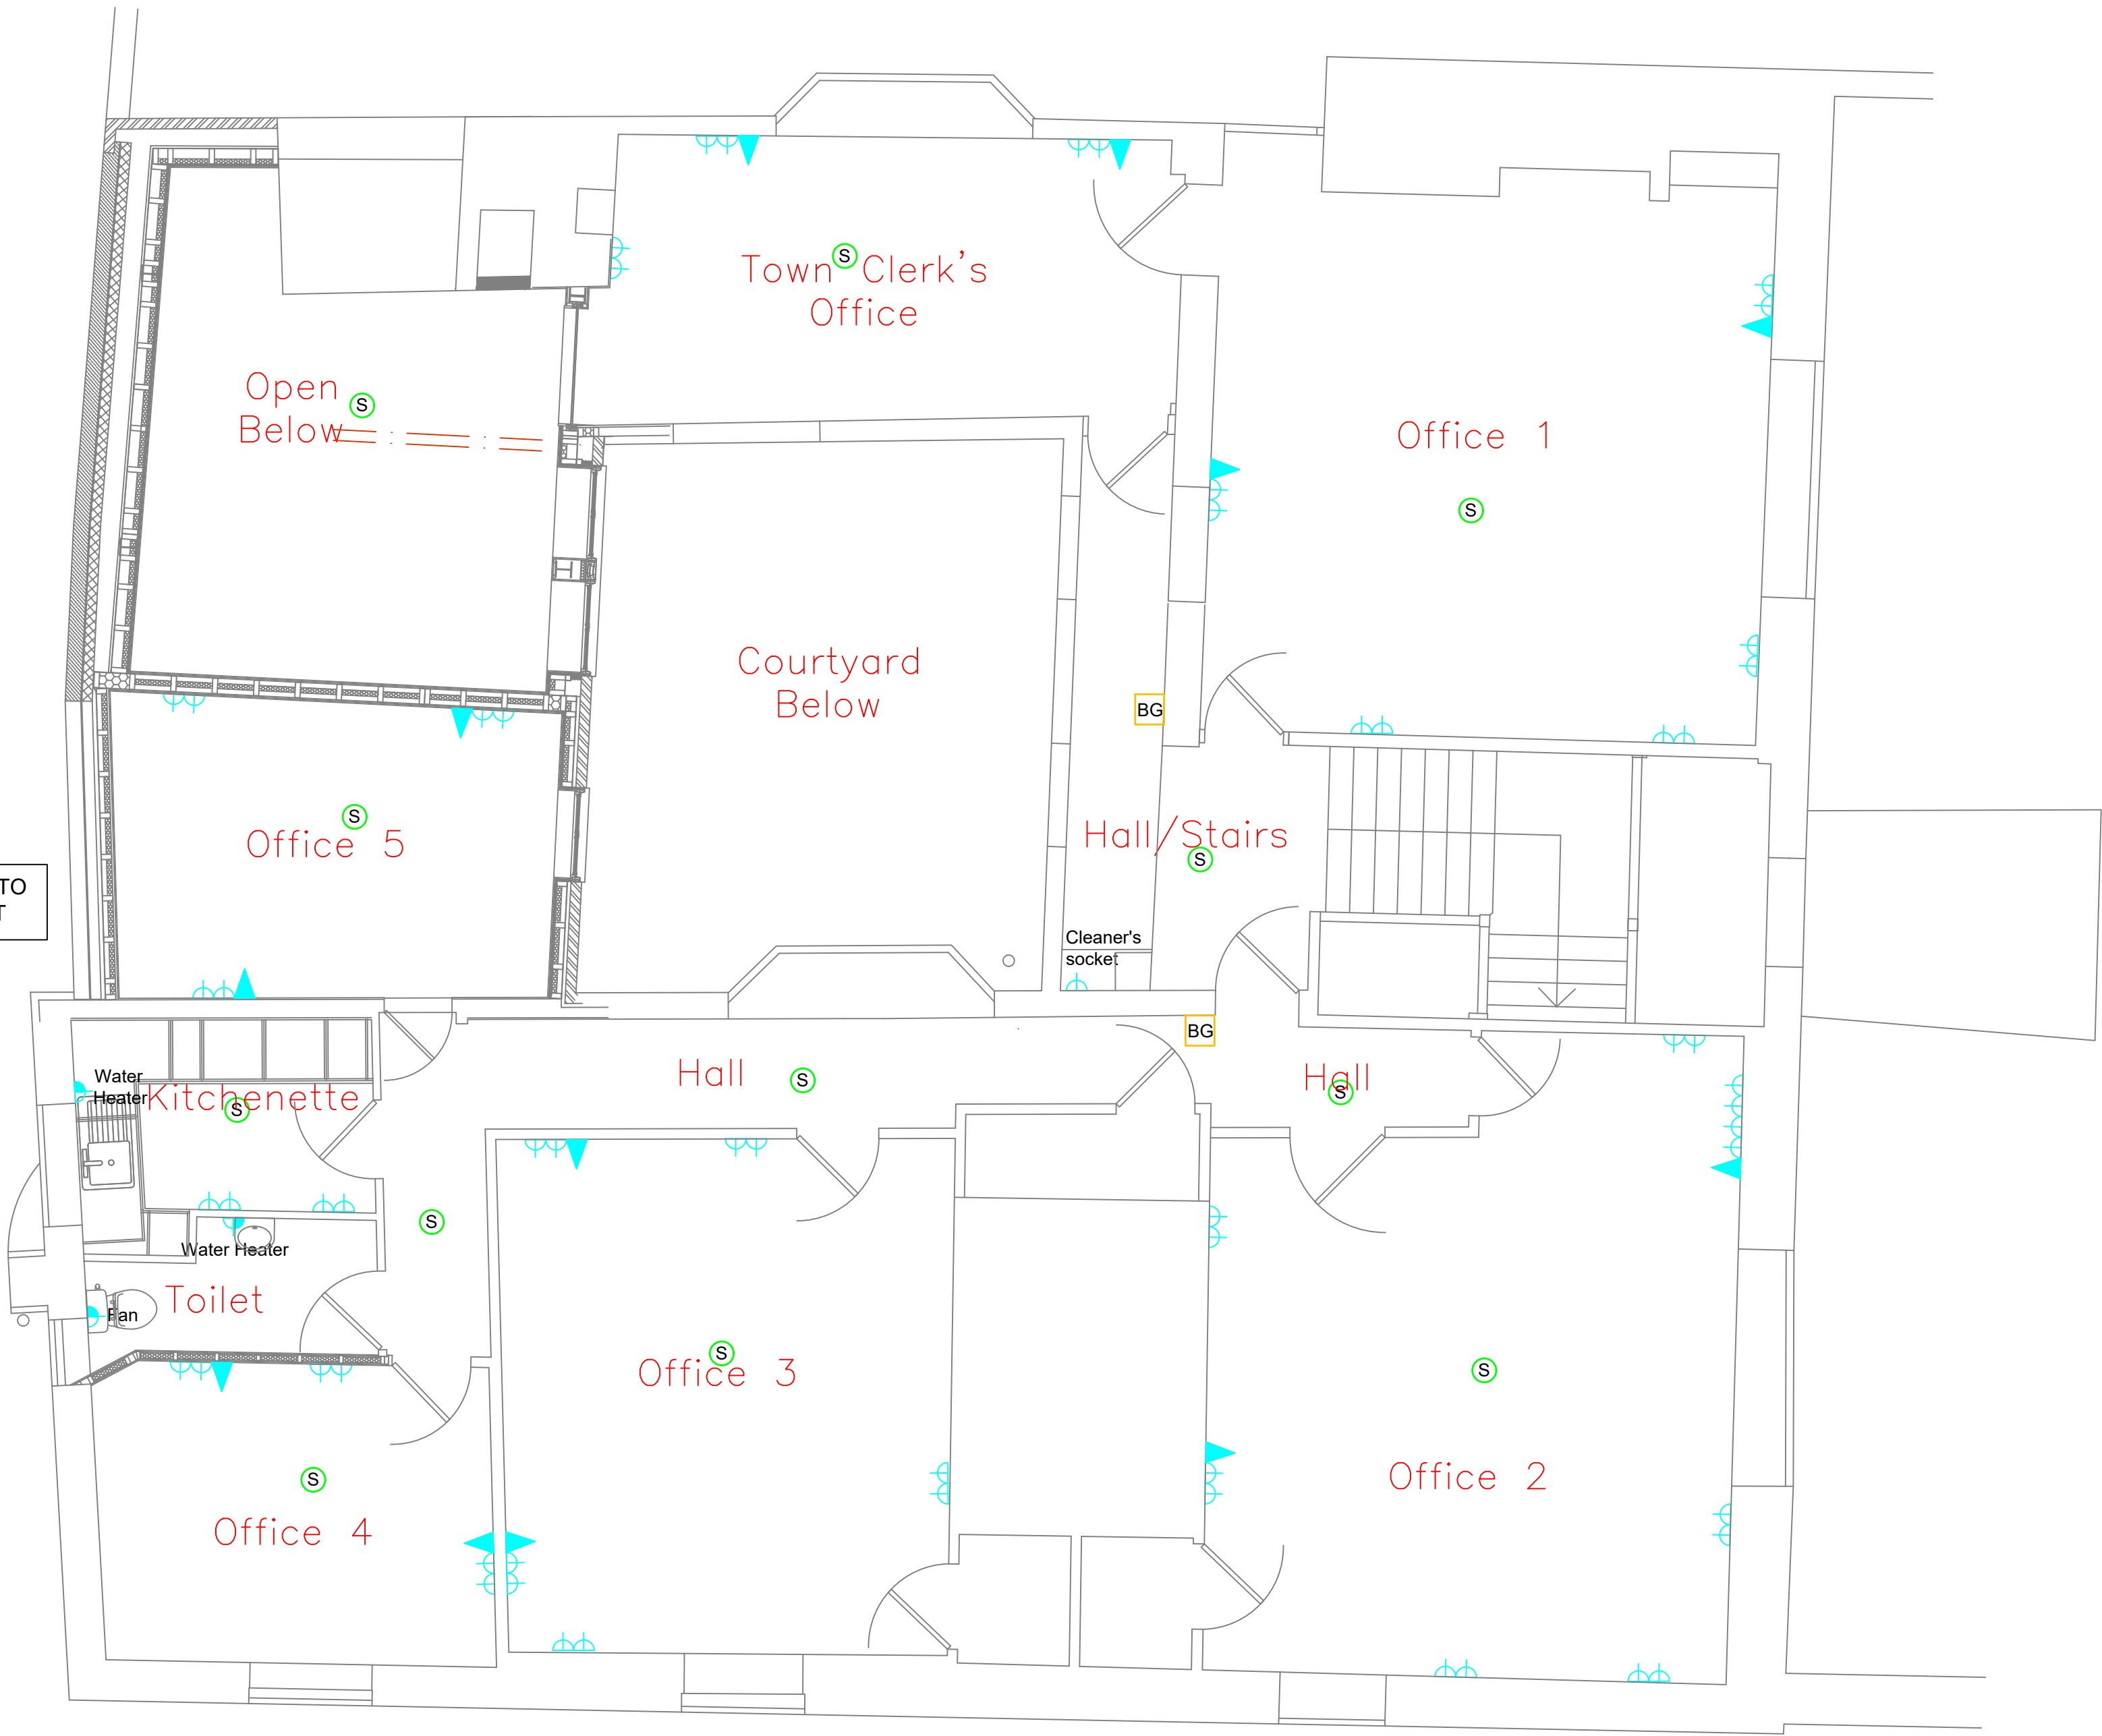 S
Town Clerk's
Office
Open
Below
S
Office 1
S
Courtyard
Below
BG
S
Office 5
Hall/Stairs
S
TO
T
Cleaner's
socket
BG
Hall
S
Hall
S
Water
Heater
Kitchenette
S
S
Water Heater
Toilet
Fan
S
Office 3
S
Office 2
S
Office 4